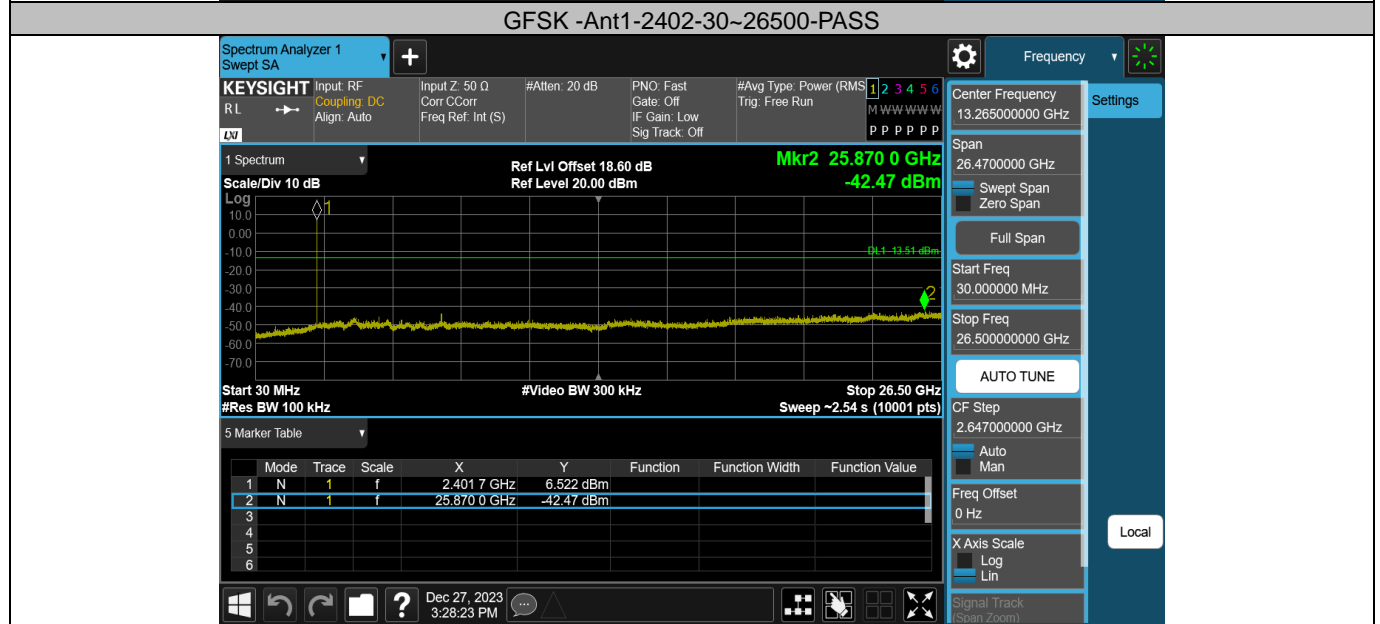 GFSK -Ant1-2402-30~26500-PASS
Spectrum Analyzer 1
Swept SA
+
Frequency
KEYSIGHT
RL
LXI
Input: RF
Coupling: DC
Align: Auto
Input Z: 50 Ω
Corr CCorr
Freq Ref: Int (S)
#Atten: 20 dB
PNO: Fast
Gate: Off
IF Gain: Low
Sig Track: Off
#Avg Type: Power (RMS
Trig: Free Run
1 2 3 4 5 6
M W W W W W
P P P P P P
Settings
1 Spectrum
Ref Lvl Offset 18.60 dB
Mkr2 25.870 0 GHz
Scale/Div 10 dB
Ref Level 20.00 dBm
-42.47 dBm
Log
10.0
0.00
-10.0
-20.0
-30.0
-40.0
-50.0
-60.0
-70.0
1
DL1 -13.51 dBm
2
Start 30 MHz
#Video BW 300 kHz
Stop 26.50 GHz
#Res BW 100 kHz
Sweep ~2.54 s (10001 pts)
5 Marker Table
Mode Trace Scale X Y Function Function Width Function Value
1 N 1 f 2.401 7 GHz 6.522 dBm
2 N 1 f 25.870 0 GHz -42.47 dBm
3
4
5
6
Center Frequency
13.265000000 GHz
Span
26.4700000 GHz
Swept Span
Zero Span
Full Span
Start Freq
30.000000 MHz
Stop Freq
26.500000000 GHz
AUTO TUNE
CF Step
2.647000000 GHz
Auto
Man
Freq Offset
0 Hz
X Axis Scale
Log
Lin
Signal Track
(Span Zoom)
Local
?
Dec 27, 2023
3:28:23 PM